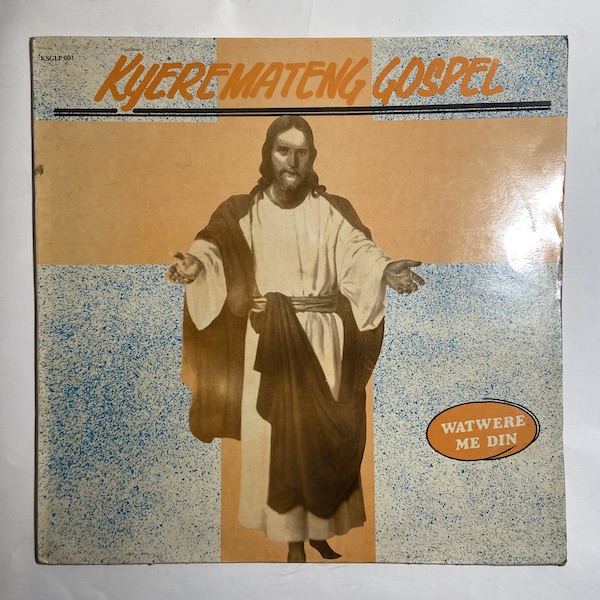 KSGLP 001
KYEREMATENG GOSPEL
WATWERE
ME DIN